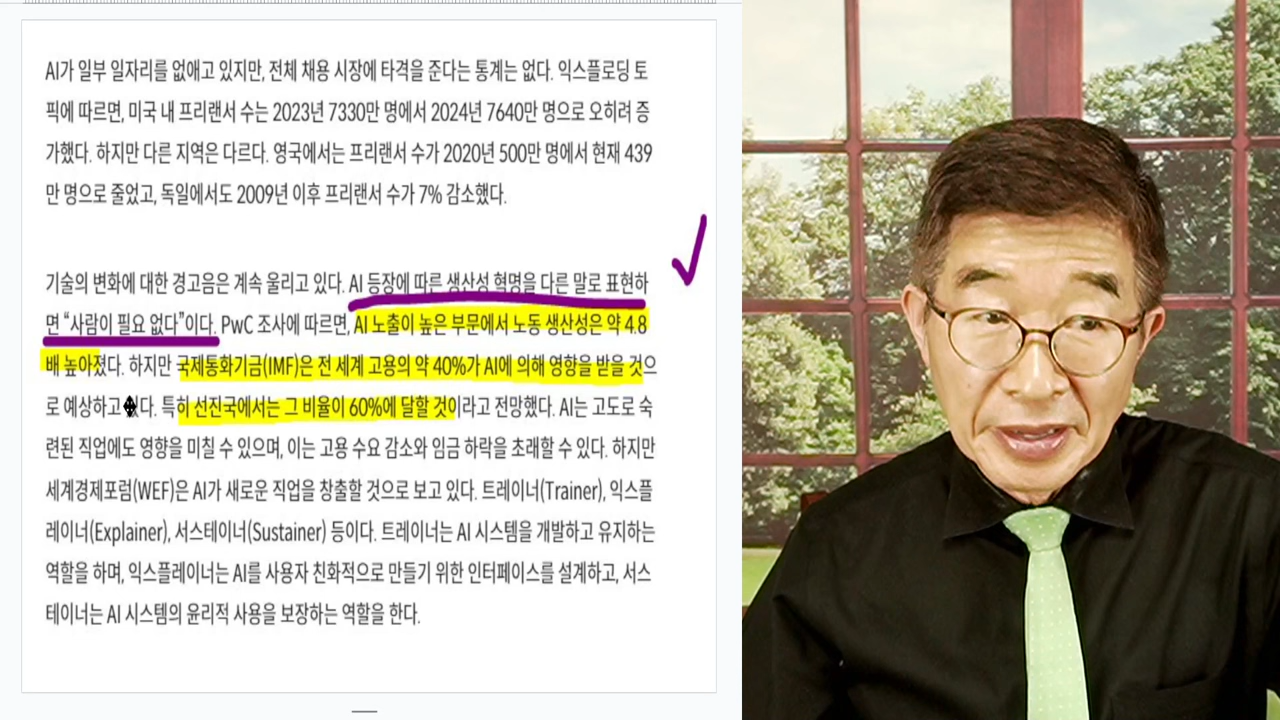 AI가 일부 일자리를 없애고 있지만, 전체 채용 시장에 타격을 준다는 통계는 없다. 익스플로딩 토
픽에 따르면, 미국 내 프리랜서 수는 2023년 7330만 명에서 2024년 7640만 명으로 오히려 증
가했다. 하지만 다른 지역은 다르다. 영국에서는 프리랜서 수가 2020년 500만 명에서 현재 439
만 명으로 줄었고, 독일에서도 2009년 이후 프리랜서 수가 7% 감소했다.
기술의 변화에 대한 경고음은 계속 울리고 있다. AI 등장에 따른 생산성 혁명을 다른 말로 표현하
면 “사람이 필요 없다”이다. PwC 조사에 따르면, AI 노출이 높은 부문에서 노동 생산성은 약 4.8
배 높아졌다. 하지만 국제통화기금(IMF)은 전 세계 고용의 약 40%가 AI에 의해 영향을 받을 것으
로 예상하고 다. 특히 선진국에서는 그 비율이 60%에 달할 것이라고 전망했다. AI는 고도로 숙
련된 직업에도 영향을 미칠 수 있으며, 이는 고용 수요 감소와 임금 하락을 초래할 수 있다. 하지만
세계경제포럼(WEF)은 AI가 새로운 직업을 창출할 것으로 보고 있다. 트레이너(Trainer), 익스플
레이너(Explainer), 서스테이너(Sustainer) 등이다. 트레이너는 AI 시스템을 개발하고 유지하는
역할을 하며, 익스플레이너는 AI를 사용자 친화적으로 만들기 위한 인터페이스를 설계하고, 서스
테이너는 AI 시스템의 윤리적 사용을 보장하는 역할을 한다.